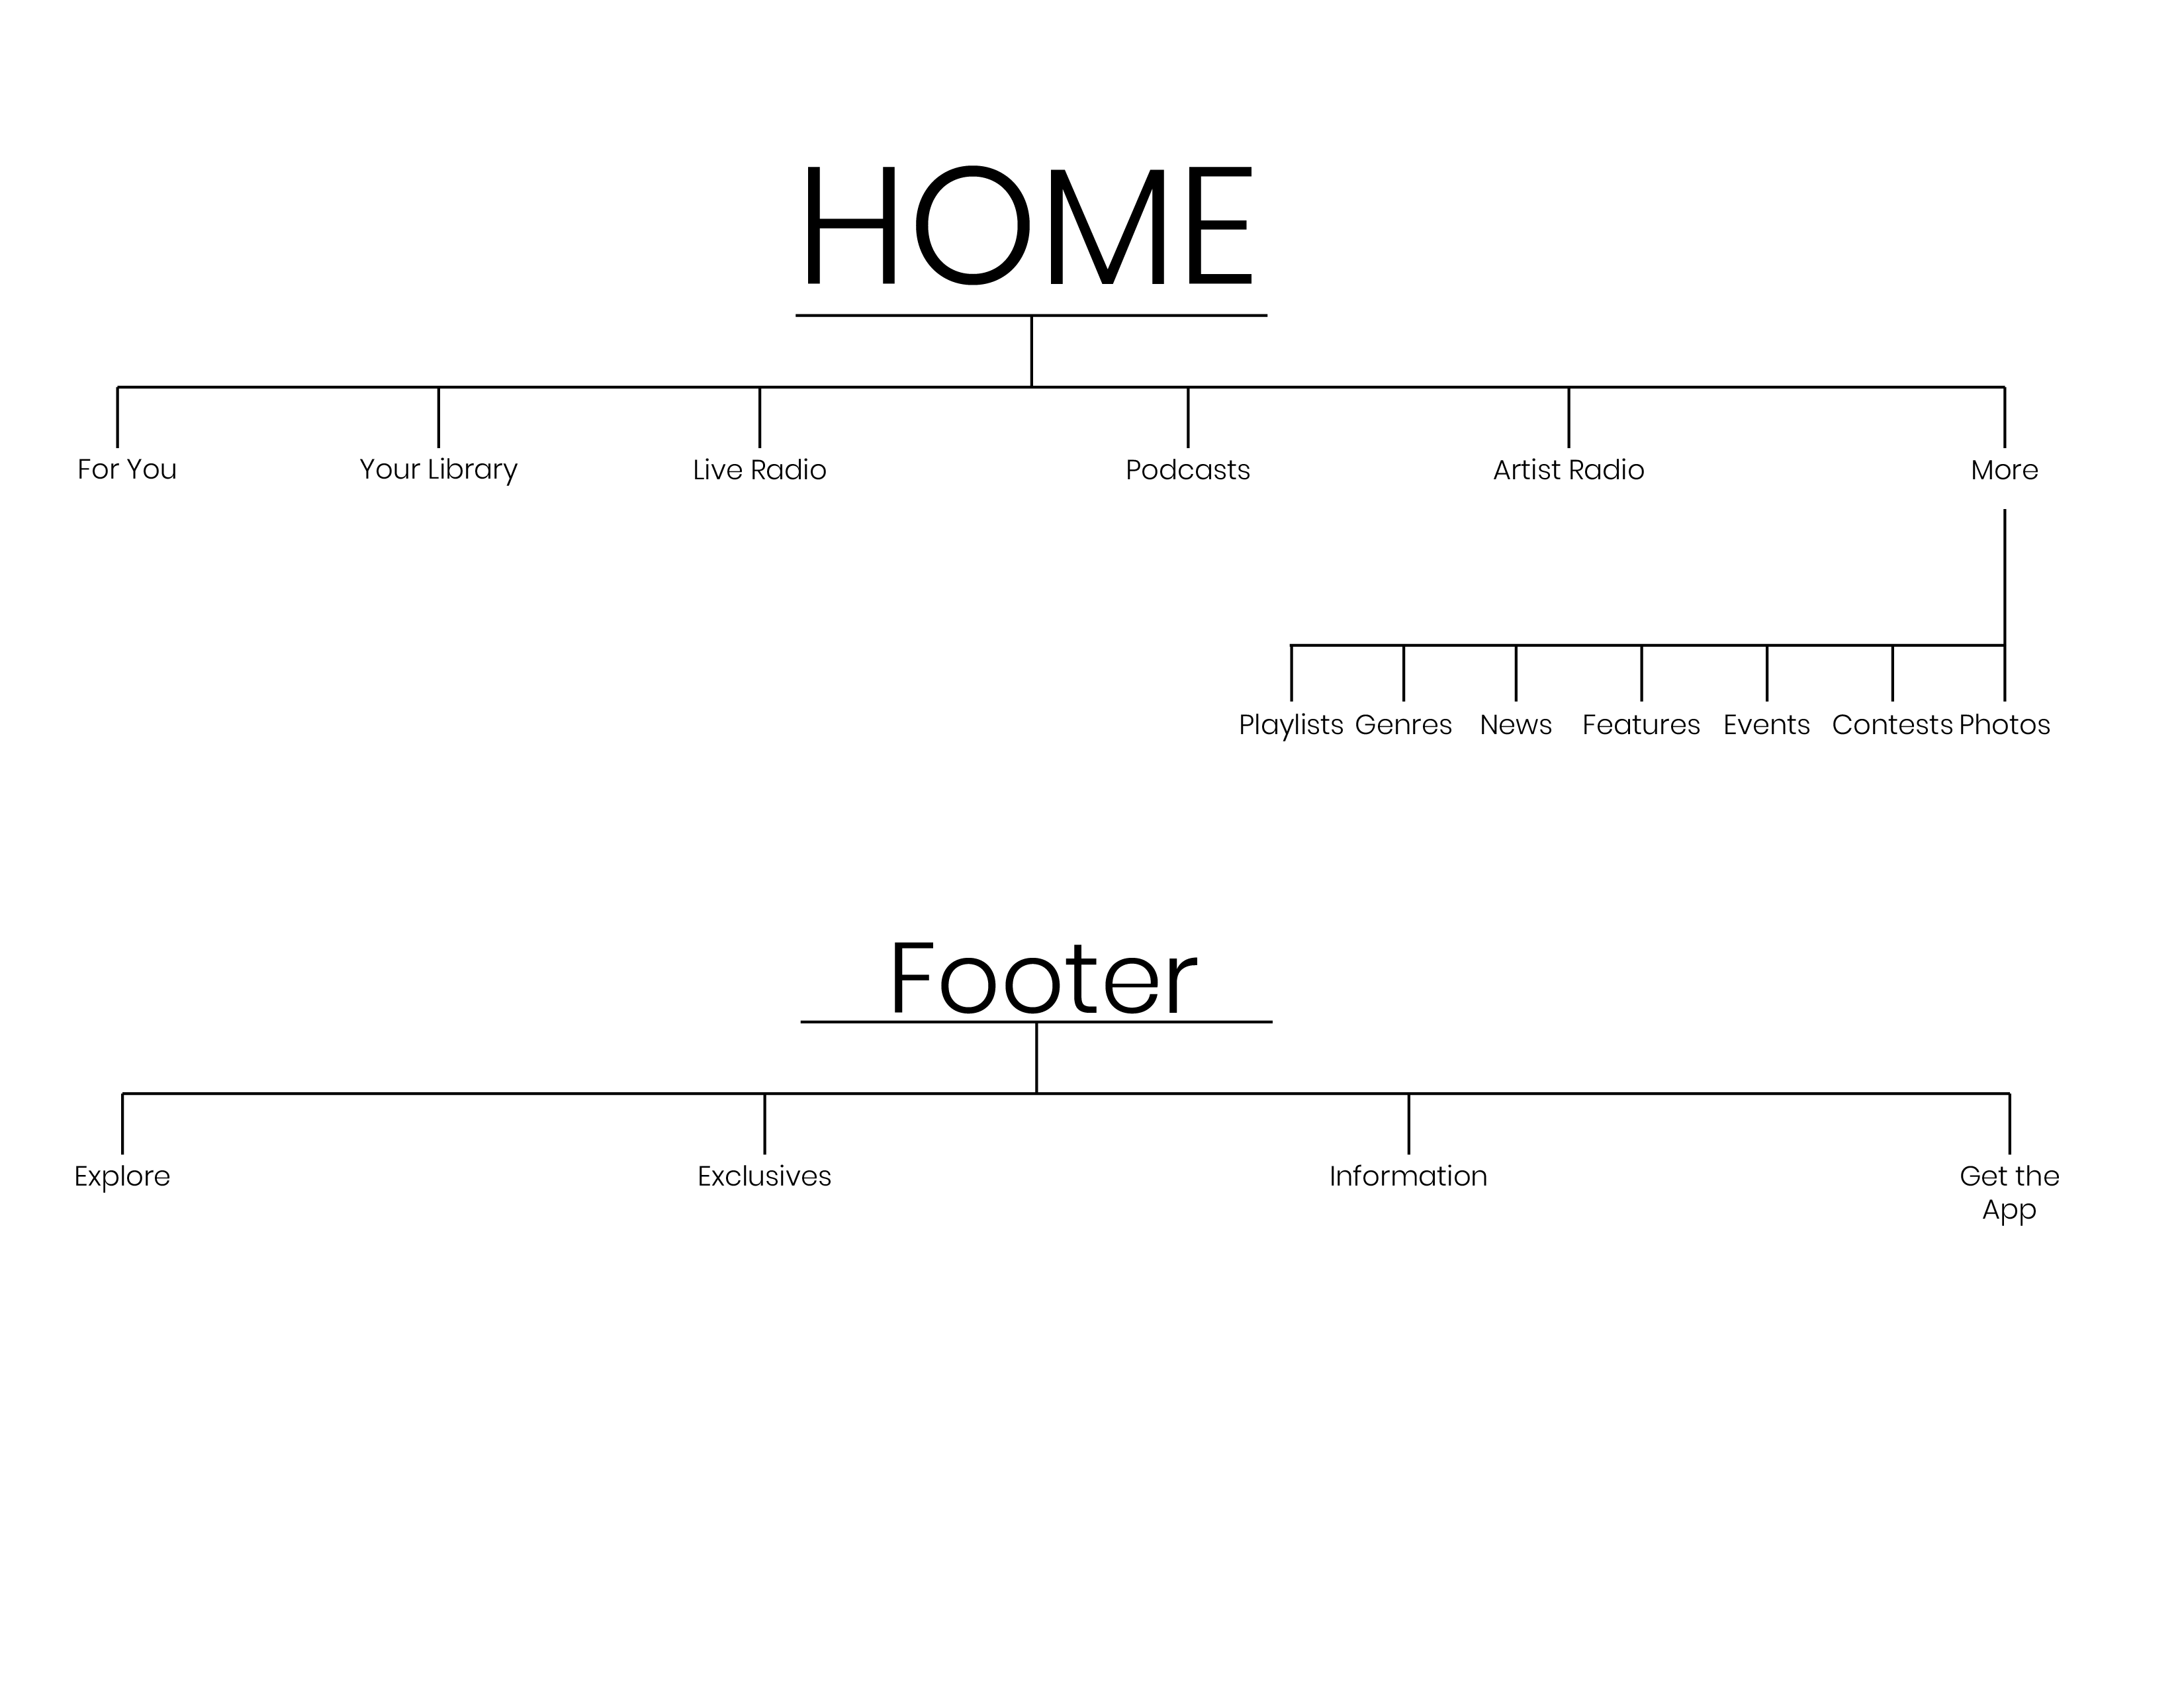 HOME
For You Your Library Live Radio Podcasts Artist Radio More
Playlists Genres News Features Events Contests Photos
Footer
Explore Exclusives Information Get the
App